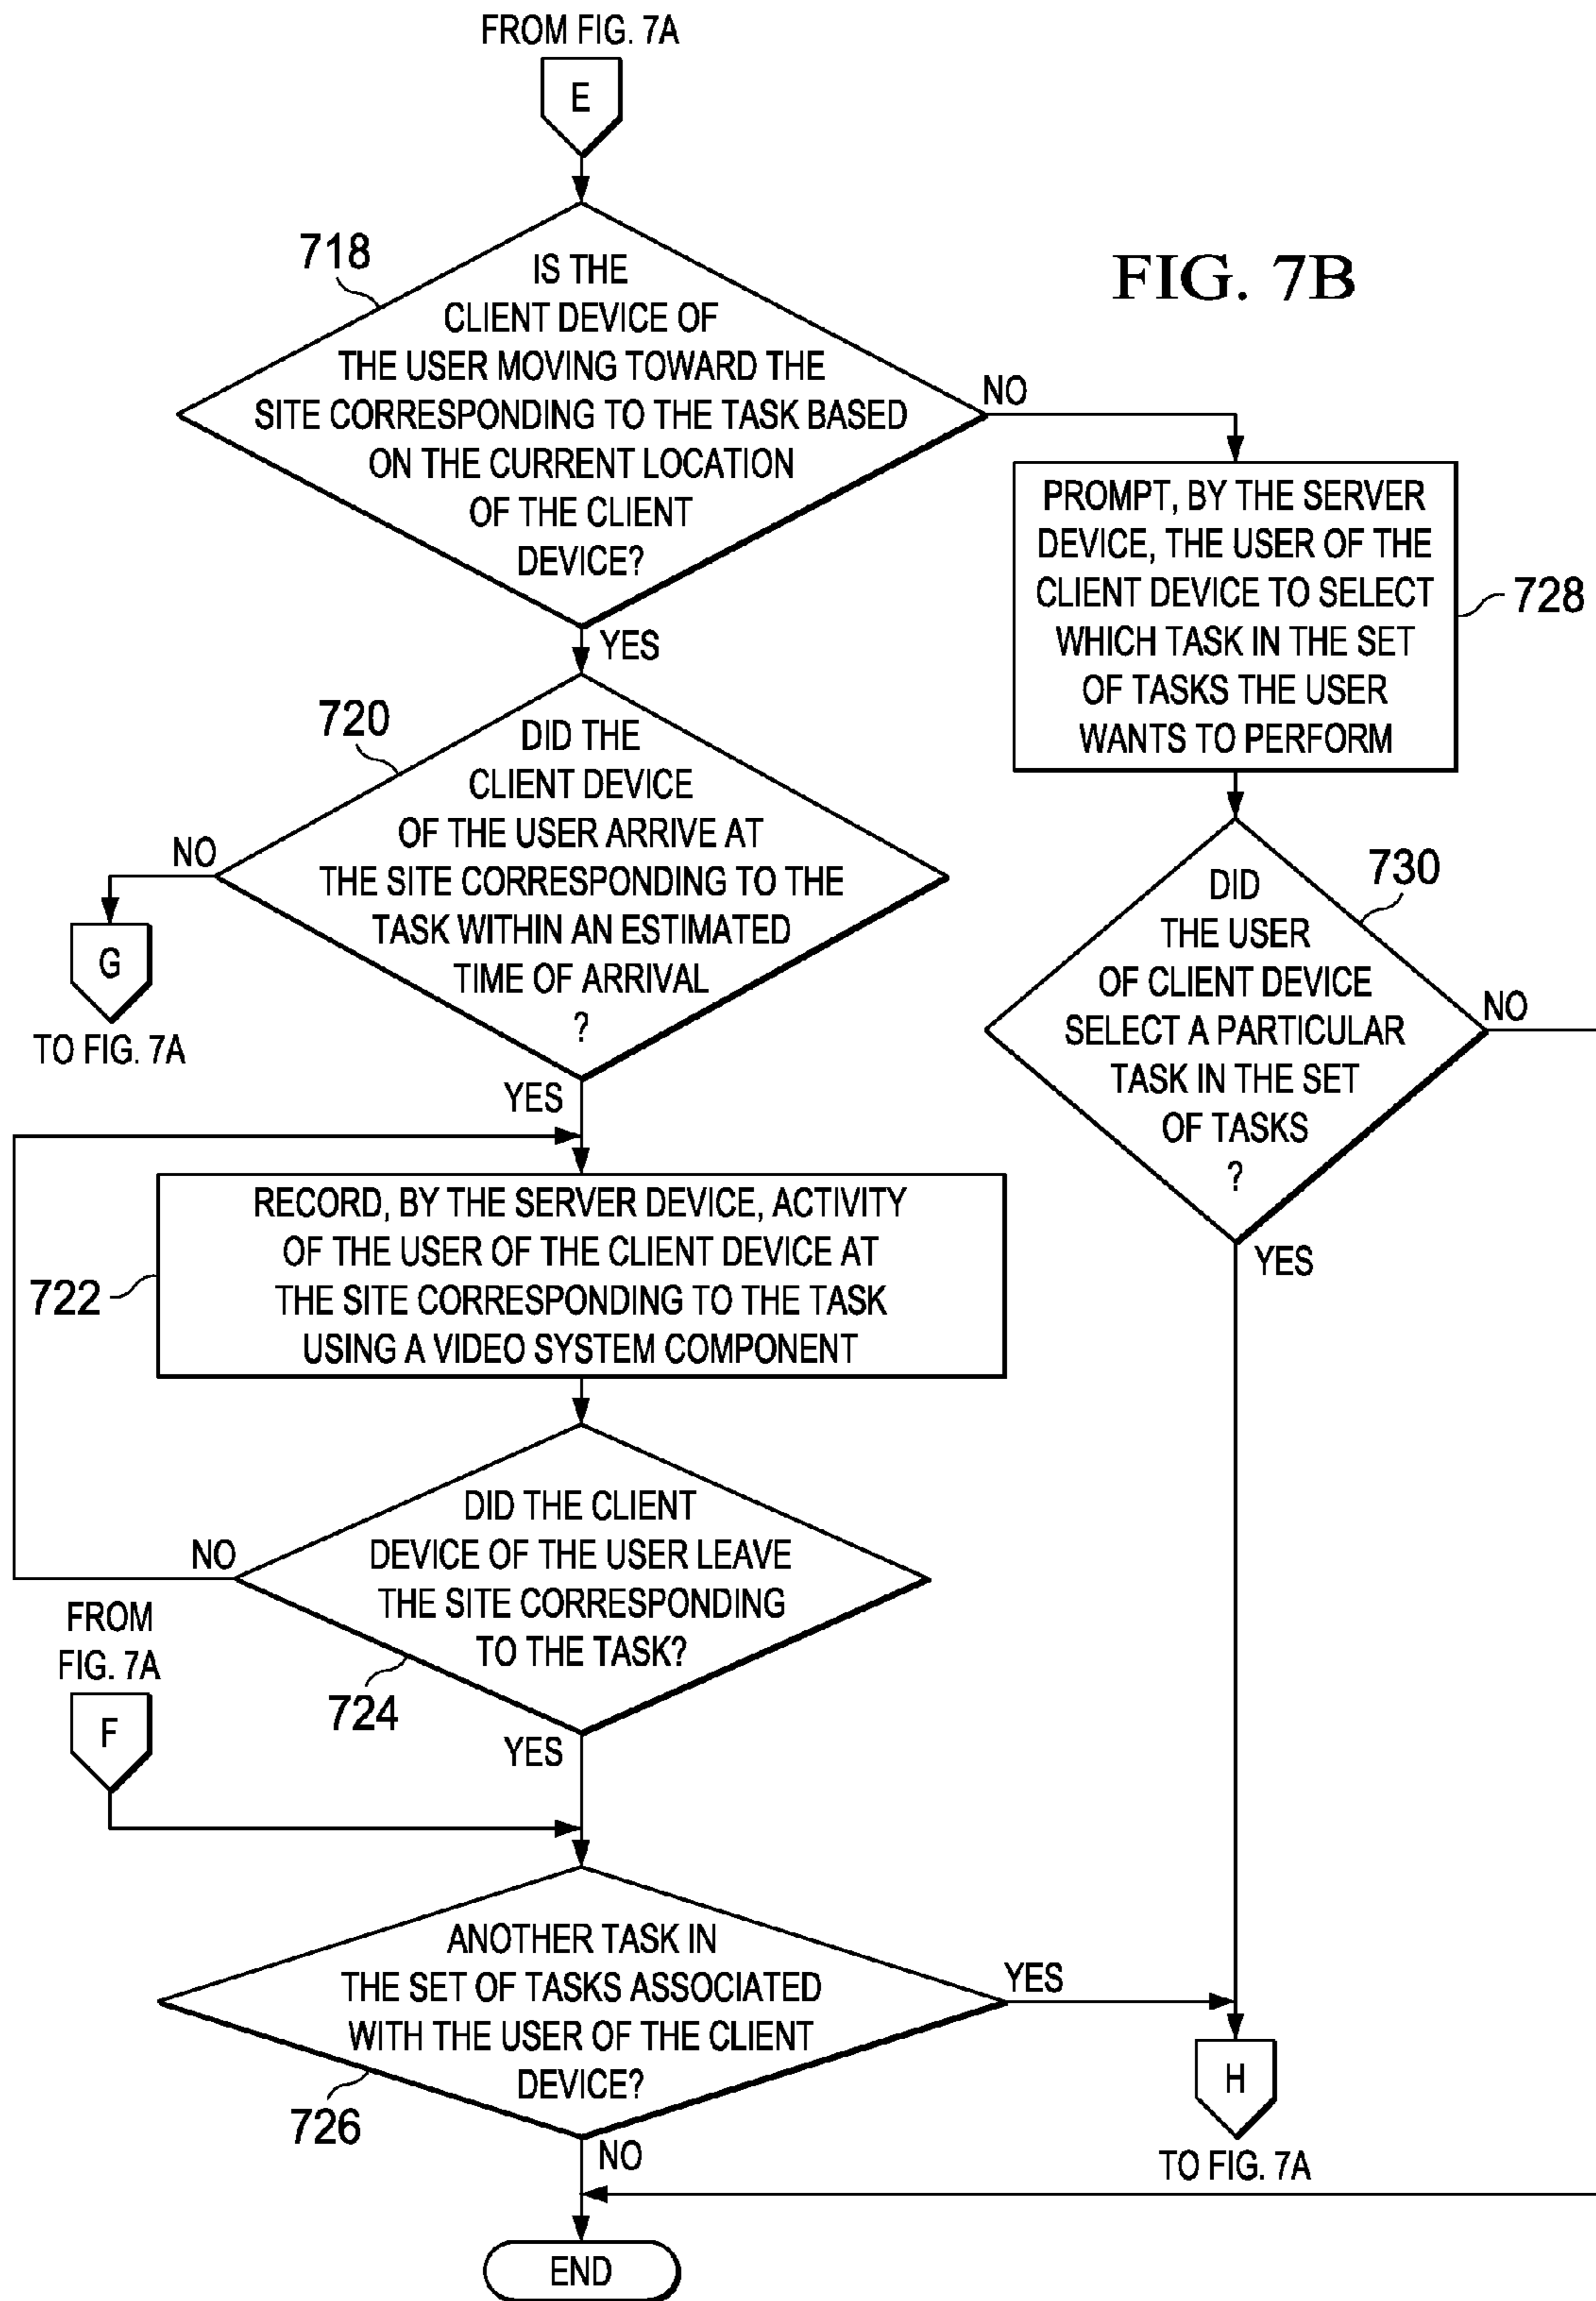 FROM FIG. 7A
E
FIG. 7B
718
IS THE
CLIENT DEVICE OF
THE USER MOVING TOWARD THE
SITE CORRESPONDING TO THE TASK BASED
ON THE CURRENT LOCATION
OF THE CLIENT
DEVICE?
NO
YES
PROMPT, BY THE SERVER
DEVICE, THE USER OF THE
CLIENT DEVICE TO SELECT
WHICH TASK IN THE SET
OF TASKS THE USER
WANTS TO PERFORM
728
720
DID THE
CLIENT DEVICE
OF THE USER ARRIVE AT
THE SITE CORRESPONDING TO THE
TASK WITHIN AN ESTIMATED
TIME OF ARRIVAL
?
NO
G
TO FIG. 7A
YES
730
DID
THE USER
OF CLIENT DEVICE
SELECT A PARTICULAR
TASK IN THE SET
OF TASKS
?
NO
YES
RECORD, BY THE SERVER DEVICE, ACTIVITY
OF THE USER OF THE CLIENT DEVICE AT
THE SITE CORRESPONDING TO THE TASK
USING A VIDEO SYSTEM COMPONENT
722
DID THE CLIENT
DEVICE OF THE USER LEAVE
THE SITE CORRESPONDING
TO THE TASK?
NO
724
YES
FROM
FIG. 7A
F
ANOTHER TASK IN
THE SET OF TASKS ASSOCIATED
WITH THE USER OF THE CLIENT
DEVICE?
YES
726
NO
H
TO FIG. 7A
END